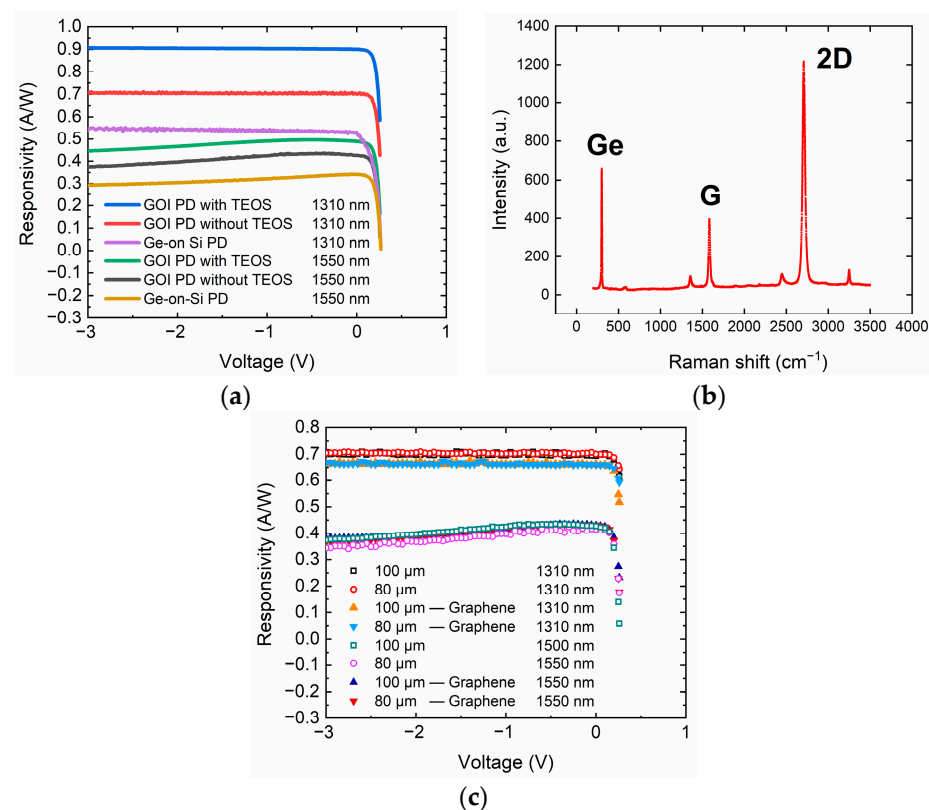 (a)
Responsivity (A/W)
1.0
0.9
0.8
0.7
0.6
0.5
0.4
0.3
0.2
0.1
0.0
−0.1
−0.2
−0.3
GOI PD with TEOS 1310 nm
GOI PD without TEOS 1310 nm
Ge-on Si PD 1310 nm
GOI PD with TEOS 1550 nm
GOI PD without TEOS 1550 nm
Ge-on-Si PD 1550 nm
−3 −2 −1 0 1
Voltage (V)
(b)
Intensity (a.u.)
1400
1200
1000
800
600
400
200
0
Ge
G
2D
0 500 1000 1500 2000 2500 3000 3500 4000
Raman shift (cm−1)
(c)
Responsivity (A/W)
0.8
0.7
0.6
0.5
0.4
0.3
0.2
0.1
0.0
−0.1
−0.2
−0.3
100 µm 1310 nm
80 µm 1310 nm
100 µm — Graphene 1310 nm
80 µm — Graphene 1310 nm
100 µm 1500 nm
80 µm 1550 nm
100 µm — Graphene 1550 nm
80 µm — Graphene 1550 nm
−3 −2 −1 0 1
Voltage (V)